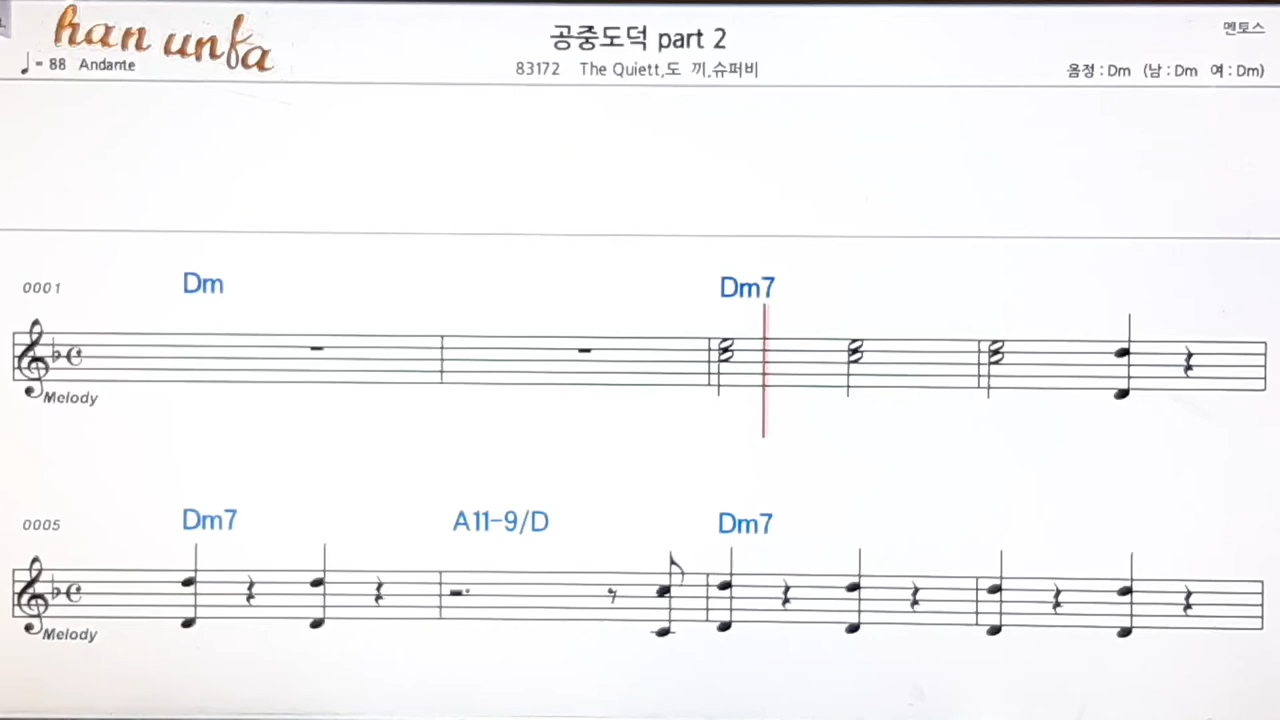 han unfa
공중도덕 part 2
멘토스
♩= 88 Andante
83172 The Quiett,도 끼,슈퍼비
음정 : Dm (남 : Dm 여 : Dm)
0001 Dm Dm7
Melody
0005 Dm7 A11-9/D Dm7
Melody